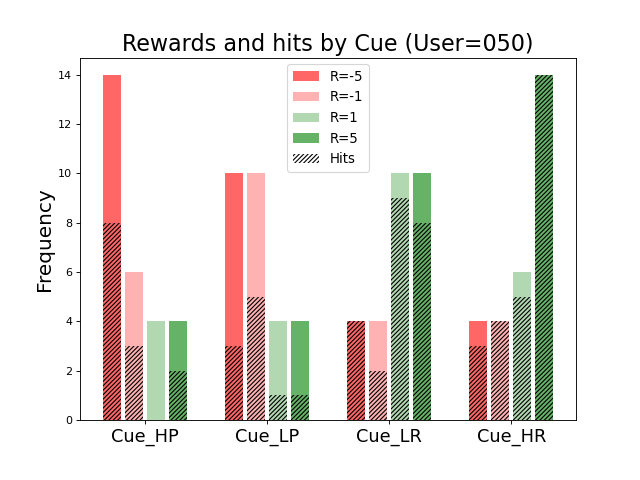 Rewards and hits by Cue (User=050)
R=-5
R=-1
R=1
R=5
Hits
Frequency
14
12
10
8
6
4
2
0
Cue_HP
Cue_LP
Cue_LR
Cue_HR